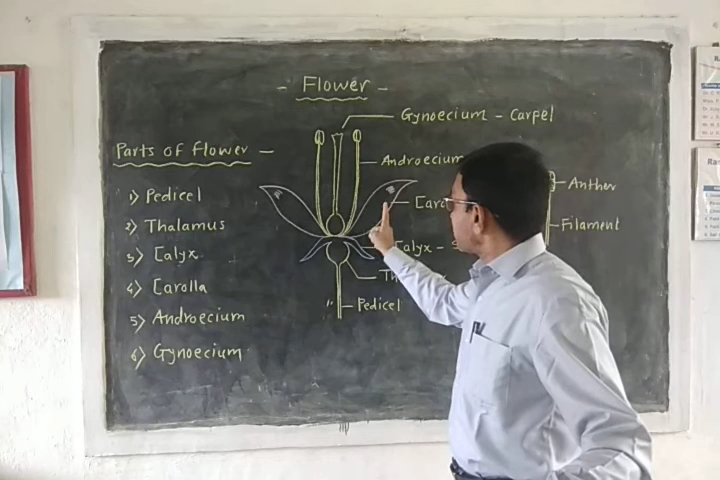 - Flower -
Gynoecium - Carpel
Parts of Flower -
Androecium
Anther
1) Pedicel
2) Thalamus
Filament
3) Calyx
Calyx - S
4) Carolla
Pedicel
5) Androecium
6) Gynoecium